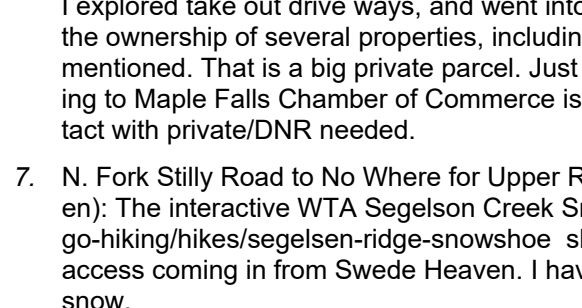 I explored take out drive ways, and went into
the ownership of several properties, includin
mentioned. That is a big private parcel. Just
ing to Maple Falls Chamber of Commerce is
tact with private/DNR needed.
7. N. Fork Stilly Road to No Where for Upper R
en): The interactive WTA Segelson Creek Sn
go-hiking/hikes/segelsen-ridge-snowshoe sh
access coming in from Swede Heaven. I hav
snow.